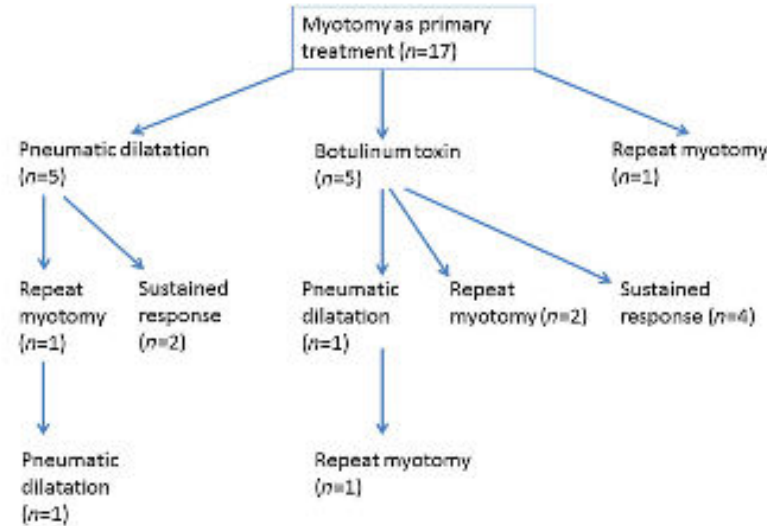 Myotomy as primary
treatment (n=17)
Pneumatic dilatation
(n=5)
Botulinum toxin
(n=5)
Repeat myotomy
(n=1)
Repeat
myotomy
(n=1)
Sustained
response
(n=2)
Pneumatic
dilatation
(n=1)
Repeat
myotomy (n=2)
Sustained
response (n=4)
Pneumatic
dilatation
(n=1)
Repeat myotomy
(n=1)